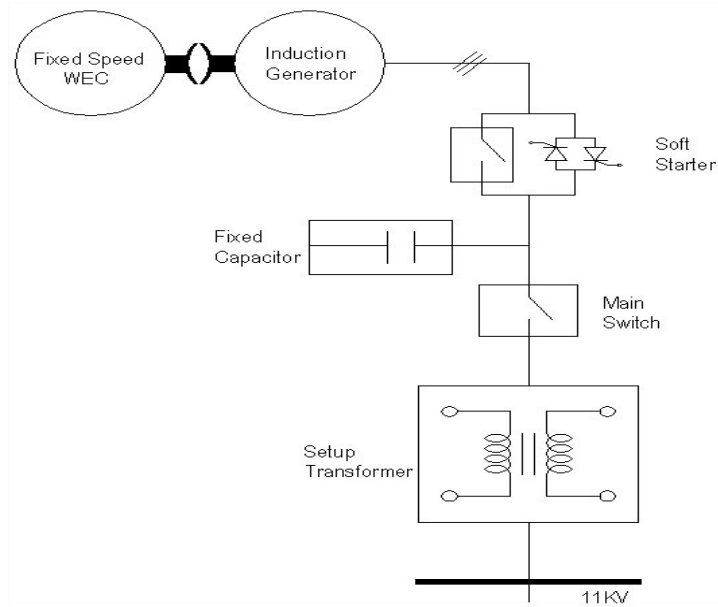 Fixed Speed
WEC
Induction
Generator
Soft
Starter
Fixed
Capacitor
Main
Switch
Setup
Transformer
11KV